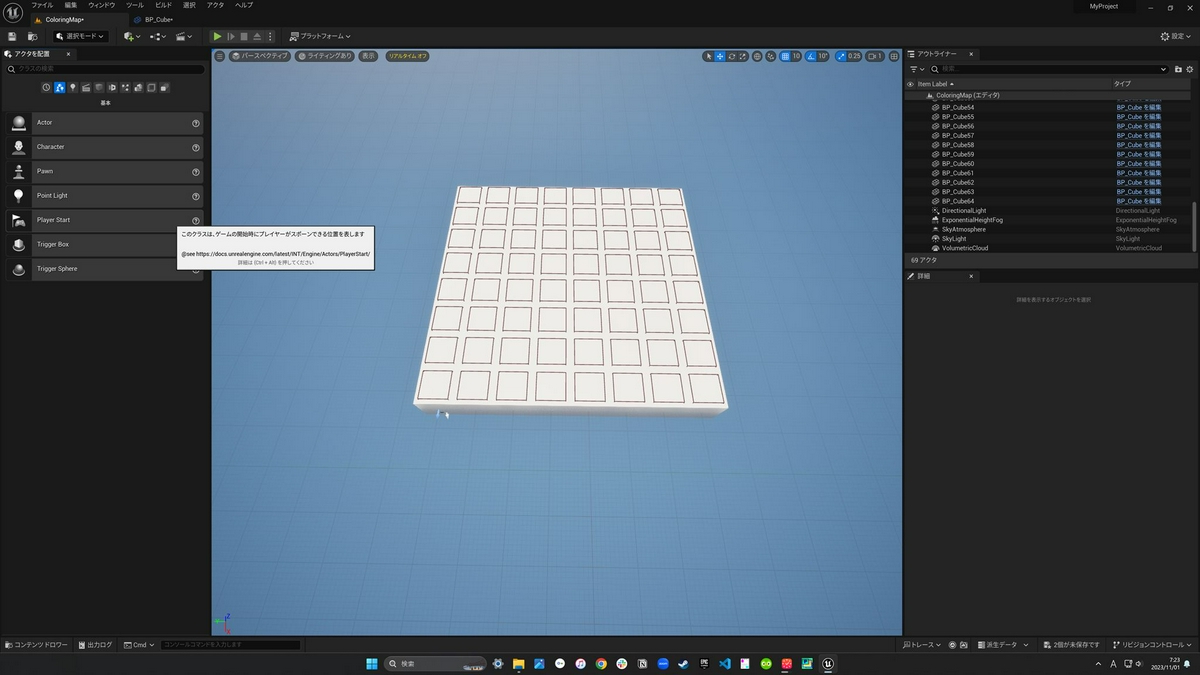 ファイル 編集 ウィンドウ ツール ビルド 選択 アクタ ヘルプ
MyProject
ColoringMap*
BP_Cube*
選択モード
プラットフォーム
設定
アクタを配置
クラスの検索
基本
Actor
Character
Pawn
Point Light
Player Start
Trigger Box
Trigger Sphere
このクラスは、ゲームの開始時にプレイヤーがスポーンできる位置を表します
@see https://docs.unrealengine.com/latest/INT/Engine/Actors/PlayerStart/
詳細は (Ctrl + Alt) を押してください
パースペクティブ
ライティングあり
表示
リアルタイム オフ
10
10°
0.25
1
アウトライナー
検索...
Item Label
タイプ
ColoringMap (エディタ)
BP_Cube54 BP_Cube を編集
BP_Cube55 BP_Cube を編集
BP_Cube56 BP_Cube を編集
BP_Cube57 BP_Cube を編集
BP_Cube58 BP_Cube を編集
BP_Cube59 BP_Cube を編集
BP_Cube60 BP_Cube を編集
BP_Cube61 BP_Cube を編集
BP_Cube62 BP_Cube を編集
BP_Cube63 BP_Cube を編集
BP_Cube64 BP_Cube を編集
DirectionalLight DirectionalLight
ExponentialHeightFog ExponentialHeightFog
SkyAtmosphere SkyAtmosphere
SkyLight SkyLight
VolumetricCloud VolumetricCloud
69 アクタ
詳細
詳細を表示するオブジェクトを選択
コンテンツドロワー
出力ログ
Cmd
コンソールコマンドを入力します
トレース
派生データ
2個が未保存です
リビジョンコントロール
検索
A
7:23
2023/11/01